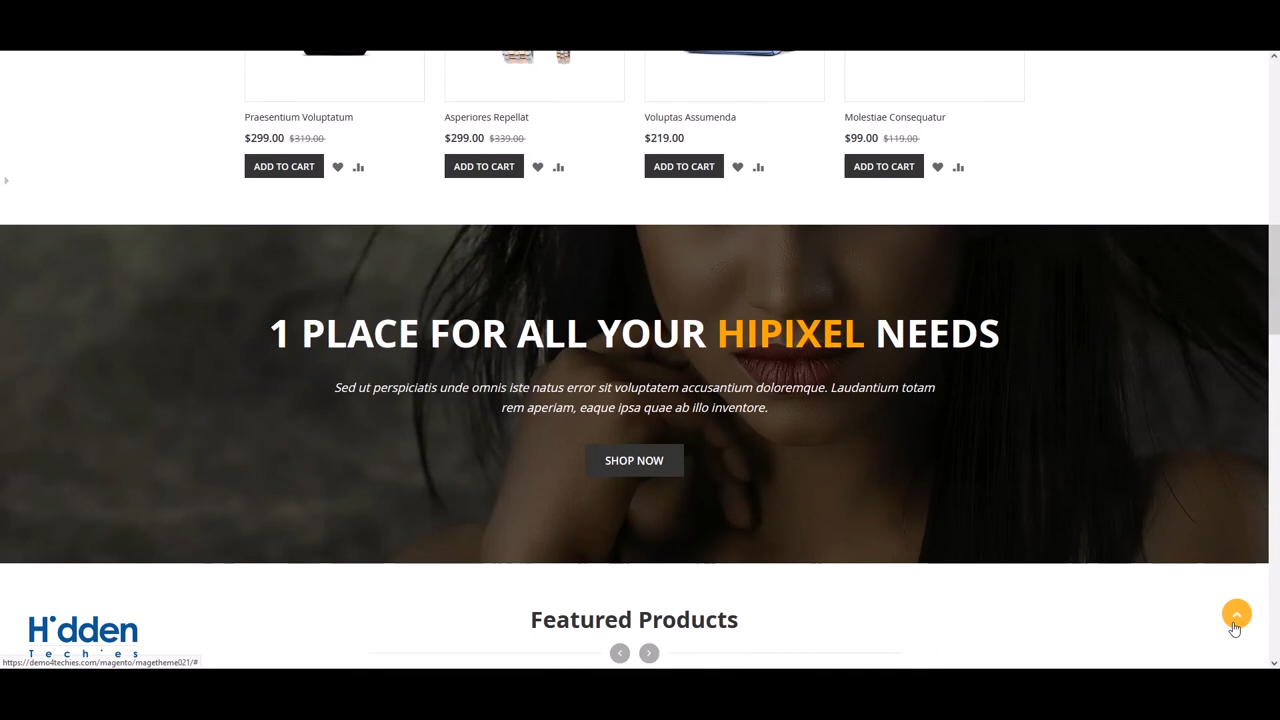 Praesentium Voluptatum
Asperiores Repellat
Voluptas Assumenda
Molestiae Consequatur
$299.00 $319.00
$299.00 $339.00
$219.00
$99.00 $119.00
ADD TO CART
ADD TO CART
ADD TO CART
ADD TO CART
1 PLACE FOR ALL YOUR HIPIXEL NEEDS
Sed ut perspiciatis unde omnis iste natus error sit voluptatem accusantium doloremque. Laudantium totam
rem aperiam, eaque ipsa quae ab illo inventore.
SHOP NOW
Featured Products
Hidden
Techies
https://demo4techies.com/magento/magetheme021/#